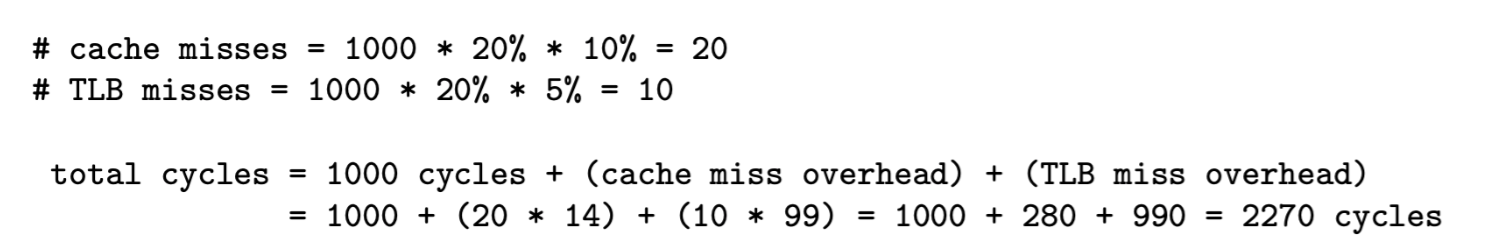 # cache misses = 1000 * 20% * 10% = 20
# TLB misses = 1000 * 20% * 5% = 10
total cycles = 1000 cycles + (cache miss overhead) + (TLB miss overhead)
= 1000 + (20 * 14) + (10 * 99) = 1000 + 280 + 990 = 2270 cycles